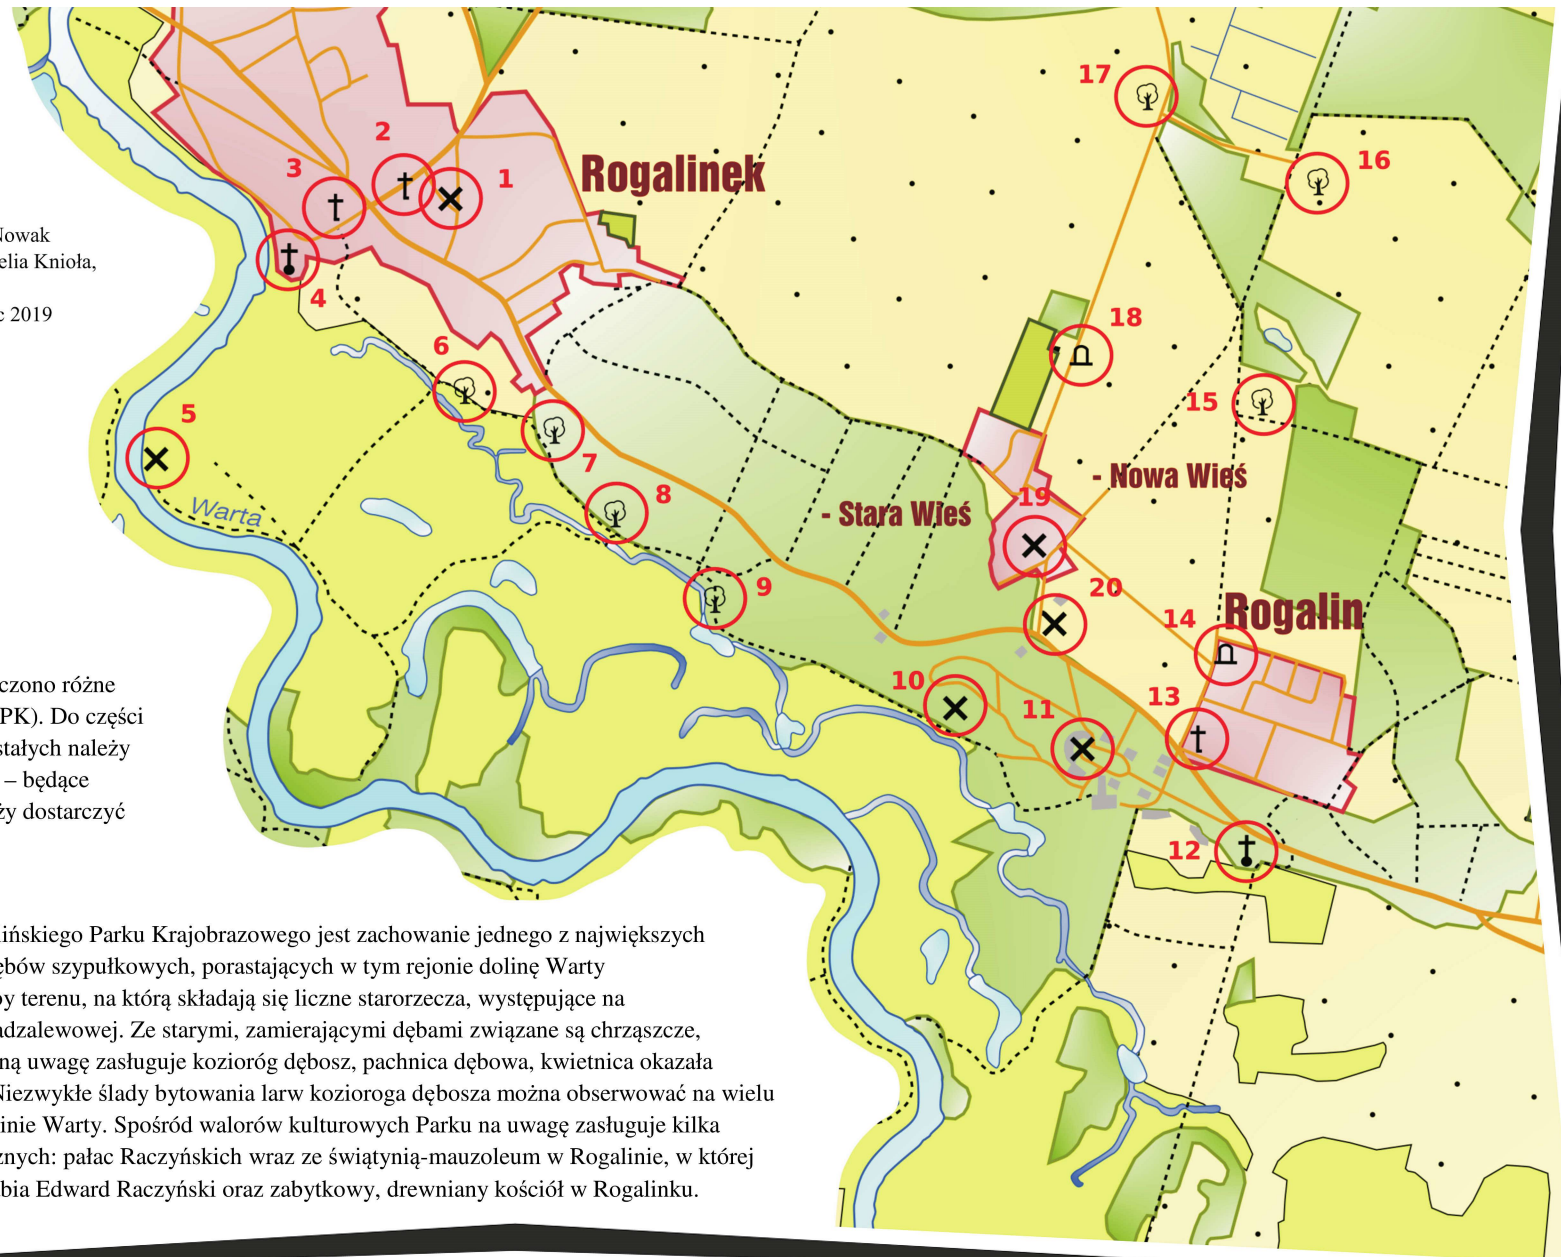 Nowak
elia Knioła,
c 2019
czono różne
PK). Do części
stałych należy
– będące
ży dostarczyć
lińskiego Parku Krajobrazowego jest zachowanie jednego z największych
ębów szypułkowych, porastających w tym rejonie dolinę Warty
by terenu, na którą składają się liczne starorzecza, występujące na
adzalewowej. Ze starymi, zamierającymi dębami związane są chrząszcze,
ną uwagę zasługuje kozioróg dębosz, pachnica dębowa, kwietnica okazała
Niezwykłe ślady bytowania larw kozioroga dębosza można obserwować na wielu
inie Warty. Spośród walorów kulturowych Parku na uwagę zasługuje kilka
znych: pałac Raczyńskich wraz ze świątynią-mauzoleum w Rogalinie, w której
bia Edward Raczyński oraz zabytkowy, drewniany kościół w Rogalinku.
17
2
16
3
1
Rogalinek
4
18
6
15
5
7
- Nowa Wieś
8
19
Warta
- Stara Wieś
9
20
Rogalin
14
10
11
13
12